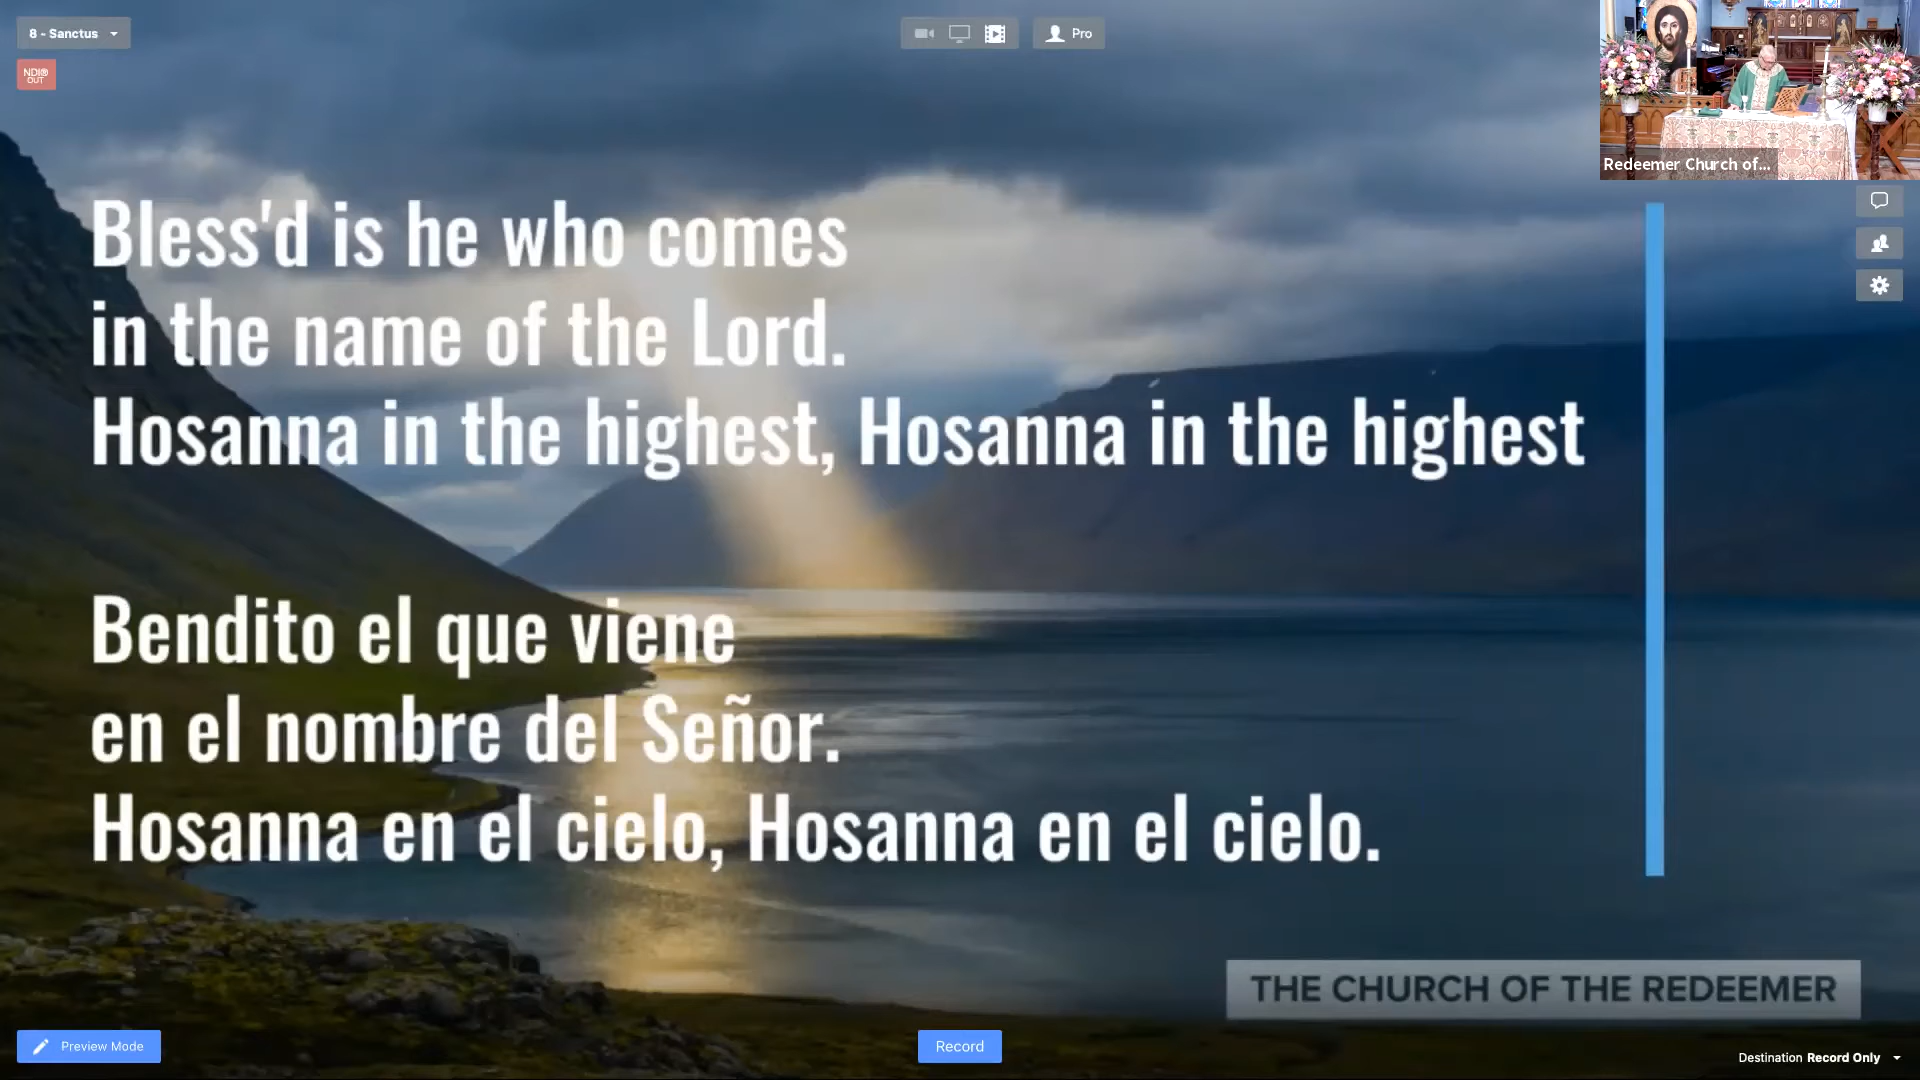 8 - Sanctus
Pro
NDI OUT
Redeemer Church of...
Bless'd is he who comes
in the name of the Lord.
Hosanna in the highest, Hosanna in the highest
Bendito el que viene
en el nombre del Señor.
Hosanna en el cielo, Hosanna en el cielo.
THE CHURCH OF THE REDEEMER
Preview Mode
Record
Destination Record Only